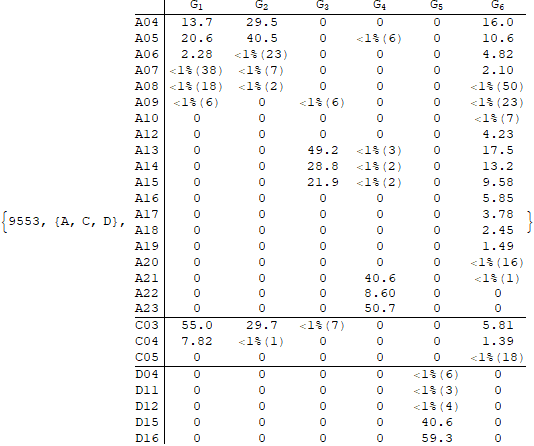 G1 G2 G3 G4 G5 G6
A04 13.7 29.5 0 0 0 16.0
A05 20.6 40.5 0 <1%(6) 0 10.6
A06 2.28 <1%(23) 0 0 0 4.82
A07 <1%(38) <1%(7) 0 0 0 2.10
A08 <1%(18) <1%(2) 0 0 0 <1%(50)
A09 <1%(6) 0 <1%(6) 0 0 <1%(23)
A10 0 0 0 0 0 <1%(7)
A12 0 0 0 0 0 4.23
A13 0 0 49.2 <1%(3) 0 17.5
A14 0 0 28.8 <1%(2) 0 13.2
A15 0 0 21.9 <1%(2) 0 9.58
A16 0 0 0 0 0 5.85
{9553, {A, C, D}, A17 0 0 0 0 0 3.78 }
A18 0 0 0 0 0 2.45
A19 0 0 0 0 0 1.49
A20 0 0 0 0 0 <1%(16)
A21 0 0 0 40.6 0 <1%(1)
A22 0 0 0 8.60 0 0
A23 0 0 0 50.7 0 0
C03 55.0 29.7 <1%(7) 0 0 5.81
C04 7.82 <1%(1) 0 0 0 1.39
C05 0 0 0 0 0 <1%(18)
D04 0 0 0 0 <1%(6) 0
D11 0 0 0 0 <1%(3) 0
D12 0 0 0 0 <1%(4) 0
D15 0 0 0 0 40.6 0
D16 0 0 0 0 59.3 0